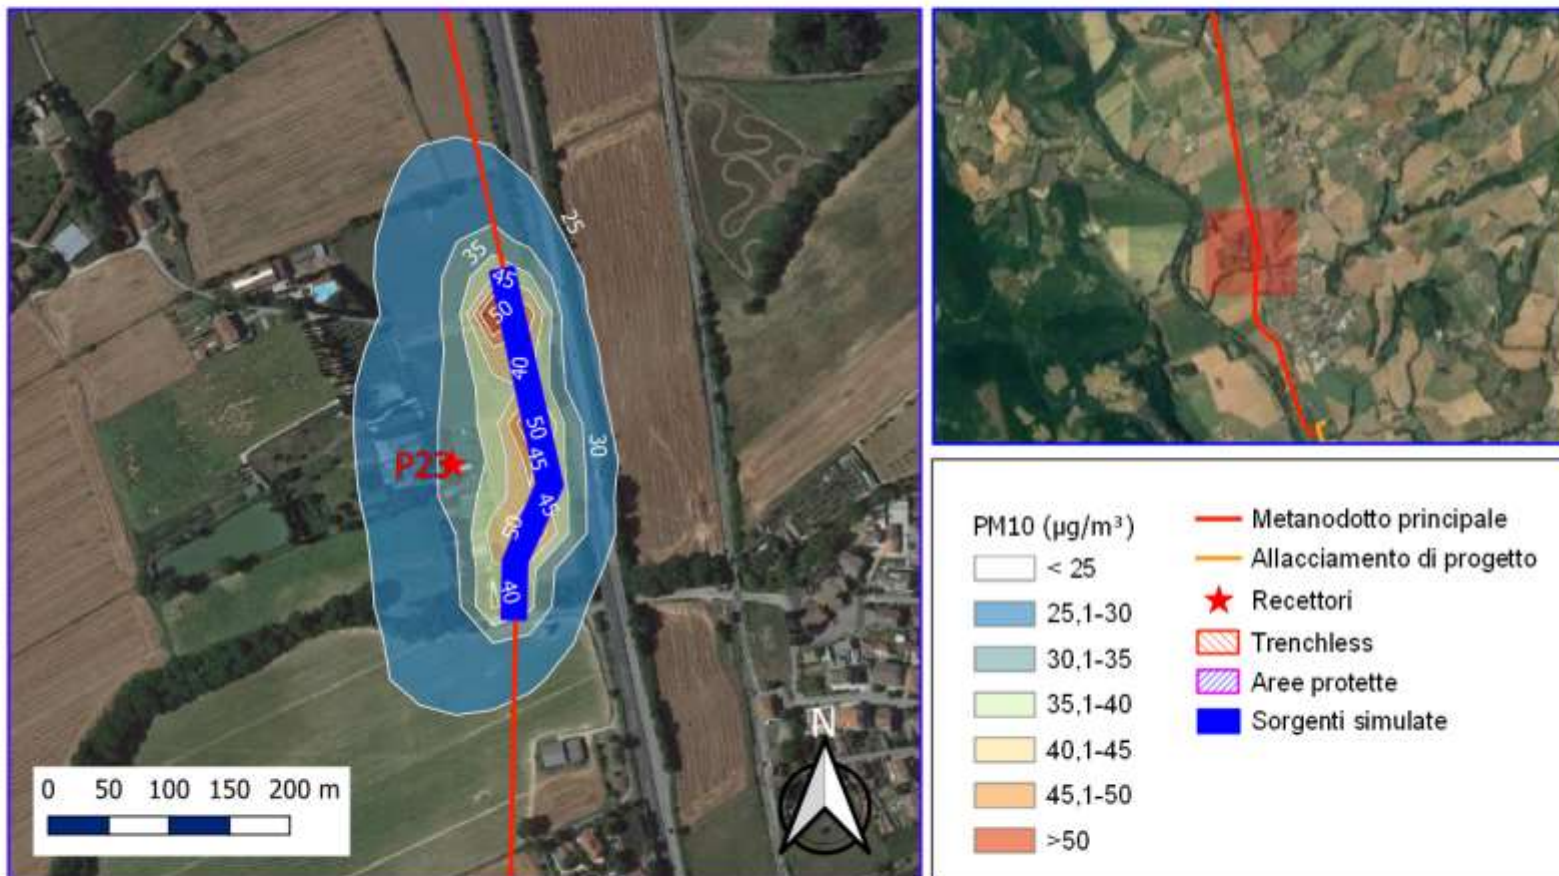 25
35
45
50
40
50
45
30
P23
45
50
40
N
0 50 100 150 200 m
PM10 (µg/m³)
< 25
25,1-30
30,1-35
35,1-40
40,1-45
45,1-50
>50
Metanodotto principale
Allacciamento di progetto
Recettori
Trenchless
Aree protette
Sorgenti simulate